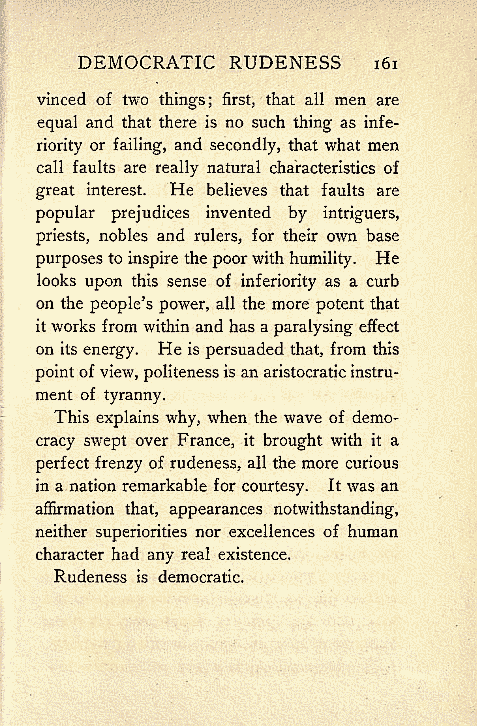 DEMOCRATIC RUDENESS 161
vinced of two things; first, that all men are
equal and that there is no such thing as infe-
riority or failing, and secondly, that what men
call faults are really natural characteristics of
great interest. He believes that faults are
popular prejudices invented by intriguers,
priests, nobles and rulers, for their own base
purposes to inspire the poor with humility. He
looks upon this sense of inferiority as a curb
on the people's power, all the more potent that
it works from within and has a paralysing effect
on its energy. He is persuaded that, from this
point of view, politeness is an aristocratic instru-
ment of tyranny.
This explains why, when the wave of demo-
cracy swept over France, it brought with it a
perfect frenzy of rudeness, all the more curious
in a nation remarkable for courtesy. It was an
affirmation that, appearances notwithstanding,
neither superiorities nor excellences of human
character had any real existence.
Rudeness is democratic.